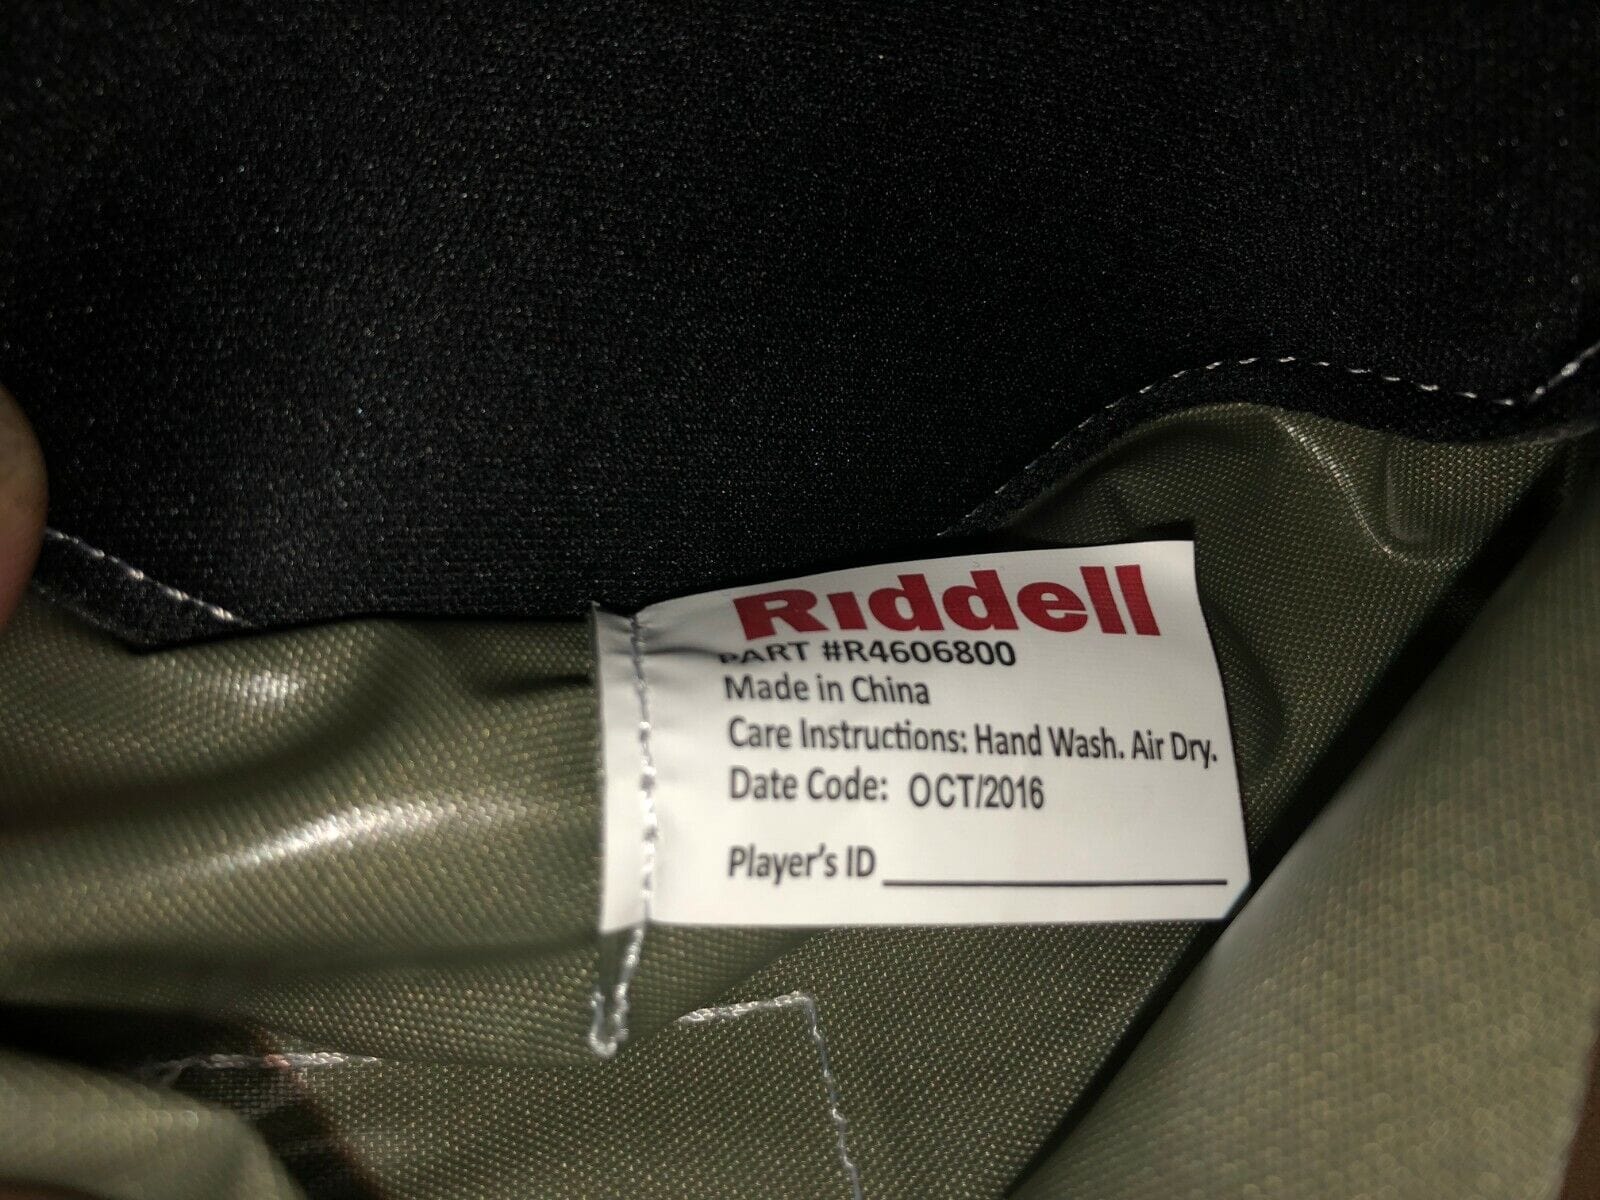 Riddell
PART #R4606800
Made in China
Care Instructions: Hand Wash. Air Dry.
Date Code: OCT/2016
Player's ID